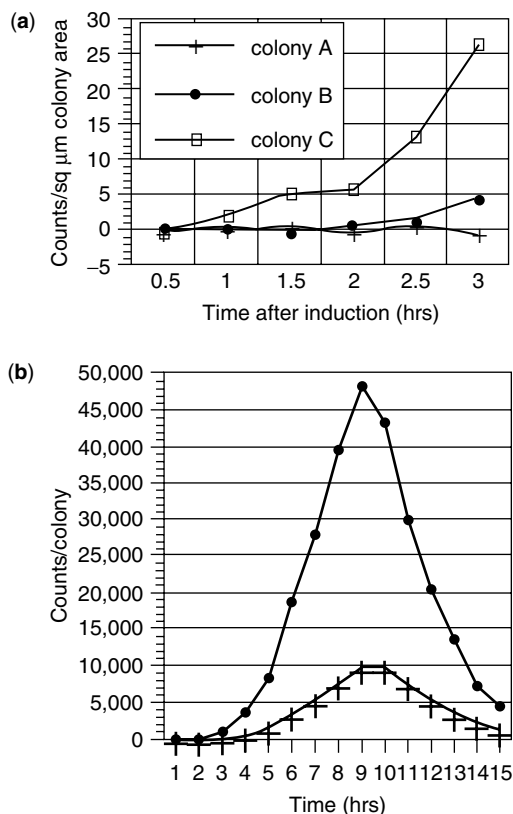 (a)
Counts/sq μm colony area
30
25
20
15
10
5
0
−5
colony A
colony B
colony C
0.5 1 1.5 2 2.5 3
Time after induction (hrs)
(b)
Counts/colony
50,000
45,000
40,000
35,000
30,000
25,000
20,000
15,000
10,000
5,000
0
1 2 3 4 5 6 7 8 9 10 11 12 13 14 15
Time (hrs)